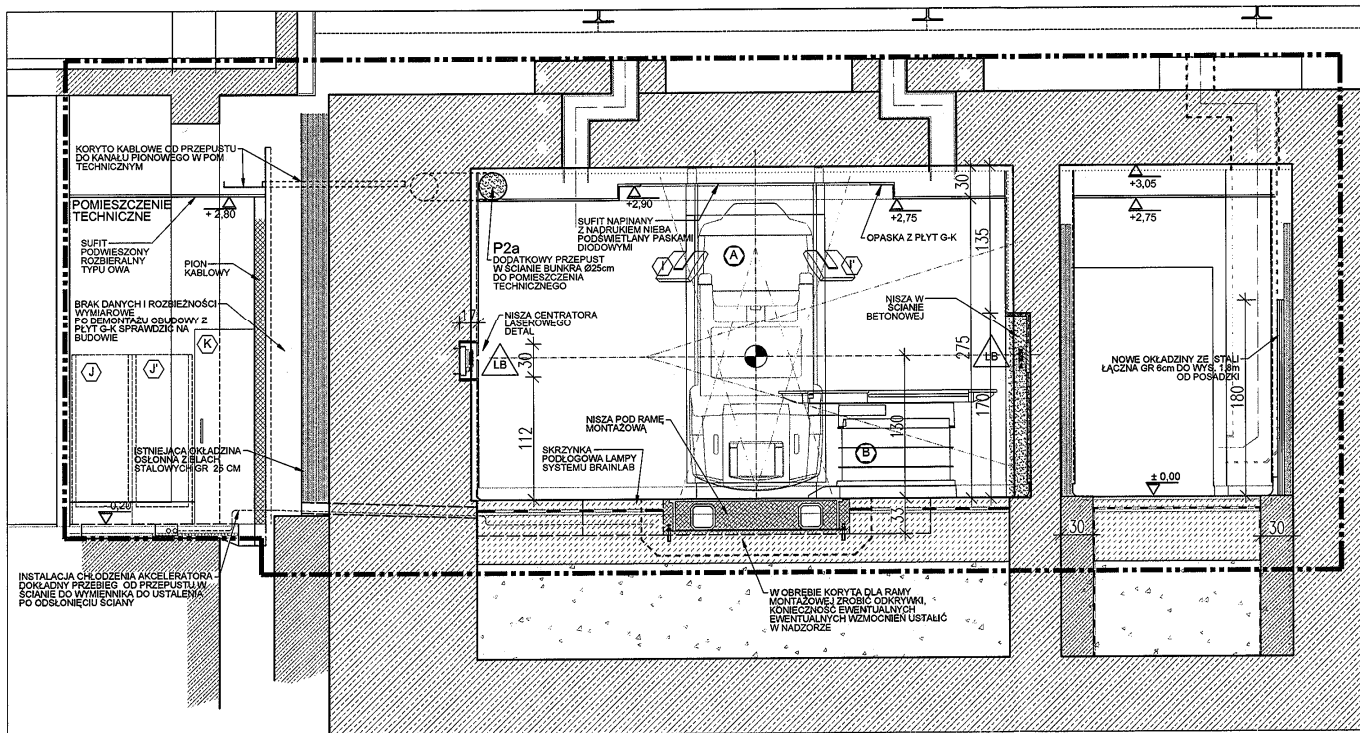 KORYTO KABLOWE OD PRZEPUSTU
DO KANAŁU PIONOWEGO W POM
TECHNICZNYM
POMIESZCZENIE
TECHNICZNE
+ 2,80
SUFIT
PODWIESZONY
ROZBIERALNY
TYPU OWA
PION
KABLOWY
BRAK DANYCH I ROZBIEŻNOŚCI
WYMIAROWE
PO DEMONTAŻU OBUDOWY Z
PŁYT G-K SPRAWDZIĆ NA
BUDOWIE
K
J
J'
ISTNIEJĄCA OKŁADZINA
OSŁONNA Z BLACH
STALOWYCH GR 25 CM
0,20
INSTALACJA CHŁODZENIA AKCELERATORA -
DOKŁADNY PRZEBIEG OD PRZEPUSTU W
ŚCIANIE DO WYMIENNIKA DO USTALENIA
PO ODSŁONIĘCIU ŚCIANY
P2a
DODATKOWY PRZEPUST
W ŚCIANIE BUNKRA Ø25cm
DO POMIESZCZENIA
TECHNICZNEGO
17
NISZA CENTRATORA
LASEROWEGO
DETAL
LB
30
112
+2,90
SUFIT NAPINANY
Z NADRUKIEM NIEBA
PODŚWIETLANY PASKAMI
DIODOWYMI
I
A
I'
+2,75
OPASKA Z PŁYT G-K
30
135
NISZA W
ŚCIANIE
BETONOWEJ
LB
275
170
130
33
B
NISZA POD RAMĘ
MONTAŻOWĄ
SKRZYNKA
PODŁOGOWA LAMPY
SYSTEMU BRAINLAB
W OBRĘBIE KORYTA DLA RAMY
MONTAŻOWEJ ZROBIĆ ODKRYWKI,
KONIECZNOŚĆ EWENTUALNYCH
EWENTUALNYCH WZMOCNIEŃ USTALIĆ
W NADZORZE
+3,05
+2,75
NOWE OKŁADZINY ZE STALI
ŁĄCZNA GR 6cm DO WYS. 1,8m
OD POSADZKI
180
± 0,00
30
30